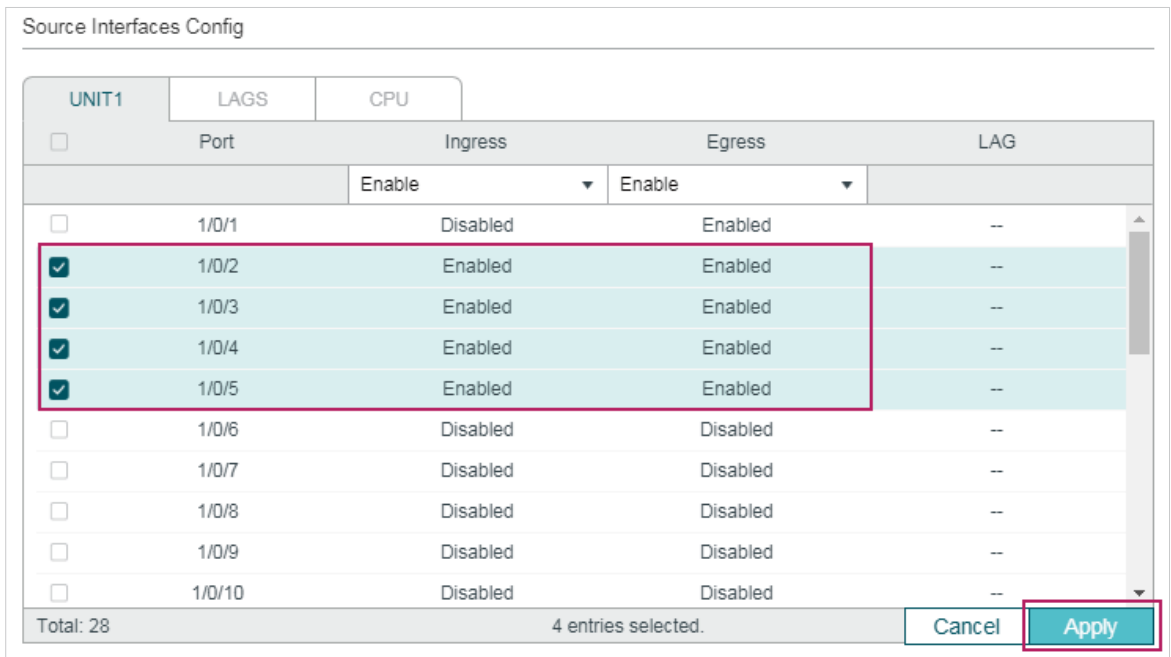 Source Interfaces Config
UNIT1 LAGS CPU
Port Ingress Egress LAG
Enable Enable
1/0/1 Disabled Enabled --
1/0/2 Enabled Enabled --
1/0/3 Enabled Enabled --
1/0/4 Enabled Enabled --
1/0/5 Enabled Enabled --
1/0/6 Disabled Disabled --
1/0/7 Disabled Disabled --
1/0/8 Disabled Disabled --
1/0/9 Disabled Disabled --
1/0/10 Disabled Disabled --
Total: 28 4 entries selected. Cancel Apply